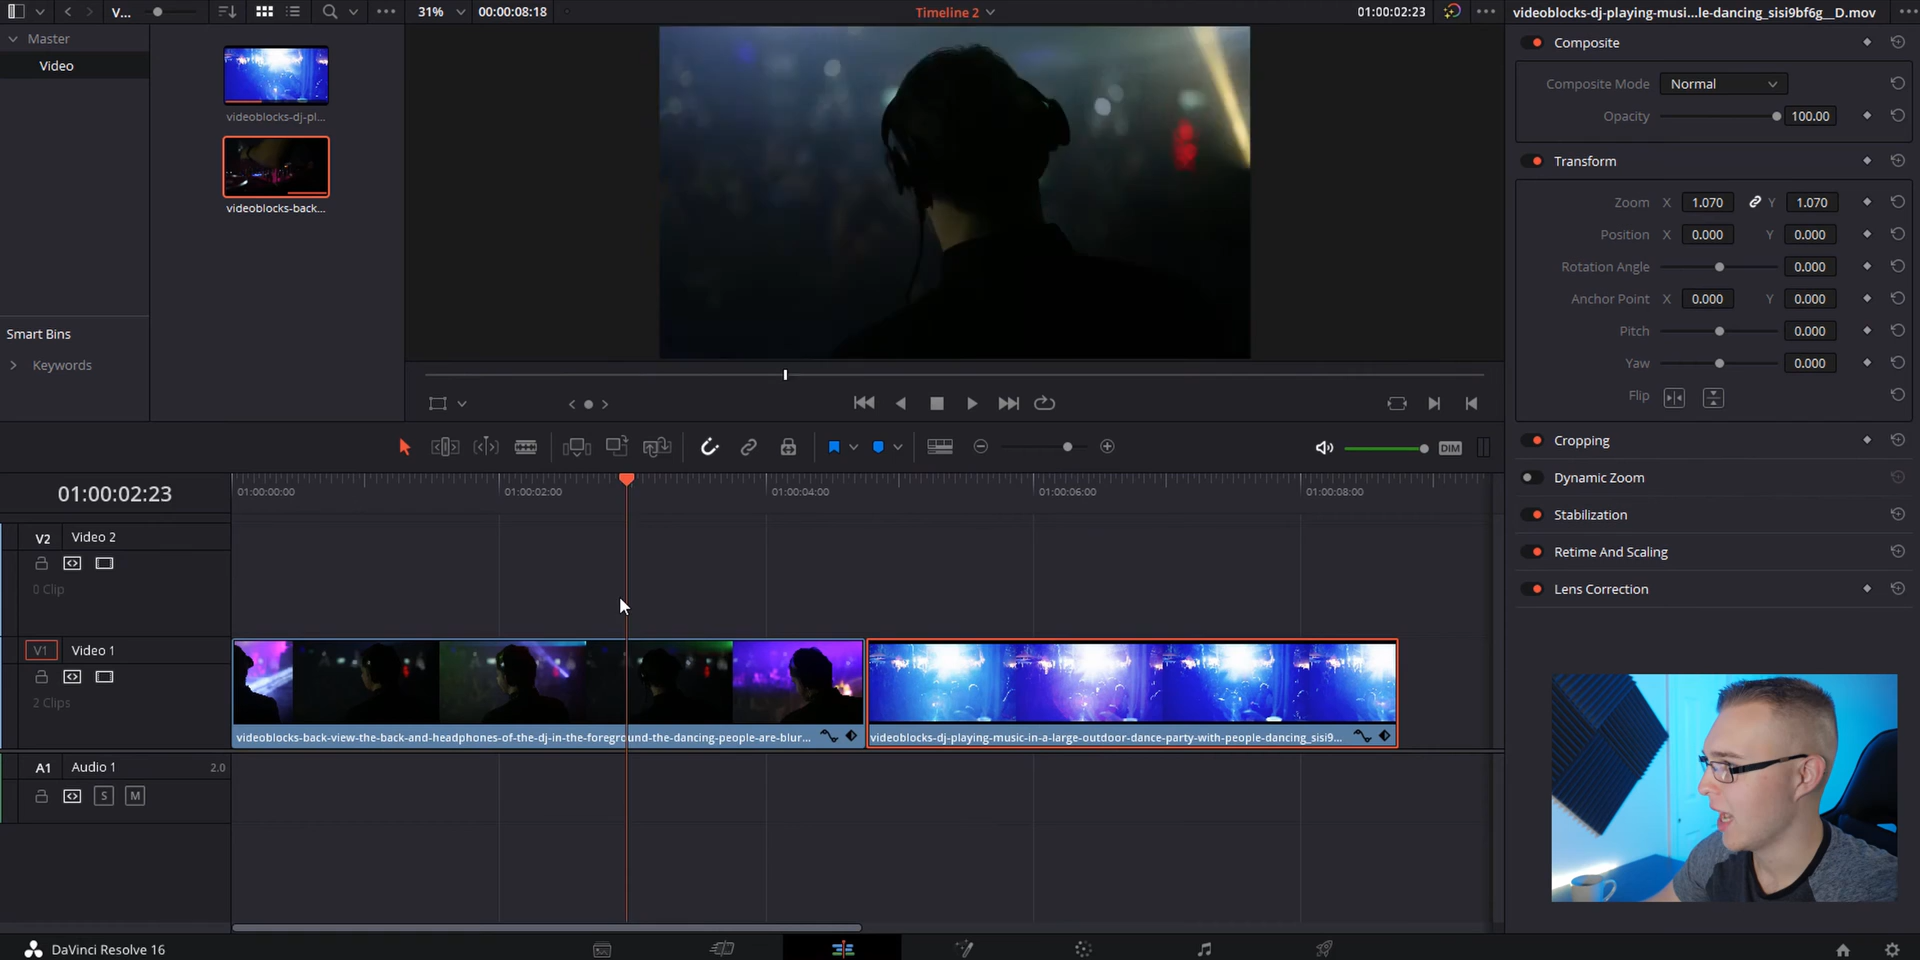 V...
31%
00:00:08:18
Timeline 2
01:00:02:23
videoblocks-dj-playing-musi...le-dancing_sisi9bf6g__D.mov
Master
Video
videoblocks-dj-pl...
videoblocks-back...
Smart Bins
Keywords
Composite
Composite Mode
Normal
Opacity
100.00
Transform
Zoom X 1.070 Y 1.070
Position X 0.000 Y 0.000
Rotation Angle 0.000
Anchor Point X 0.000 Y 0.000
Pitch 0.000
Yaw 0.000
Flip
Cropping
Dynamic Zoom
Stabilization
Retime And Scaling
Lens Correction
DIM
01:00:02:23
01:00:00:00
01:00:02:00
01:00:04:00
01:00:06:00
01:00:08:00
V2 Video 2
0 Clip
V1 Video 1
2 Clips
videoblocks-back-view-the-back-and-headphones-of-the-dj-in-the-foreground-the-dancing-people-are-blur...
videoblocks-dj-playing-music-in-a-large-outdoor-dance-party-with-people-dancing_sisi9...
A1 Audio 1 2.0
S M
DaVinci Resolve 16